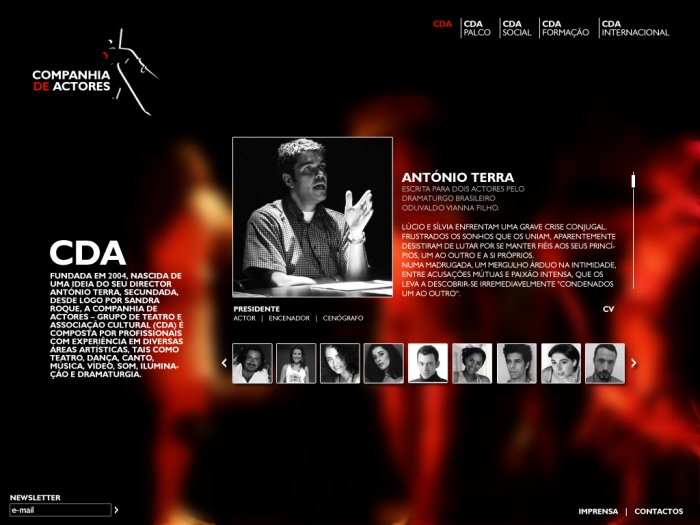 COMPANHIA
DE ACTORES
CDA
CDA
PALCO
CDA
SOCIAL
CDA
FORMAÇÃO
CDA
INTERNACIONAL
CDA
FUNDADA EM 2004, NASCIDA DE
UMA IDEIA DO SEU DIRECTOR
ANTÓNIO TERRA, SECUNDADA,
DESDE LOGO POR SANDRA
ROQUE, A COMPANHIA DE
ACTORES – GRUPO DE TEATRO E
ASSOCIAÇÃO CULTURAL (CDA) É
COMPOSTA POR PROFISSIONAIS
COM EXPERIÊNCIA EM DIVERSAS
ÁREAS ARTÍSTICAS, TAIS COMO
TEATRO, DANÇA, CANTO,
MUSICA, VÍDEO, SOM, ILUMINA-
ÇÃO E DRAMATURGIA.
ANTÓNIO TERRA
ESCRITA PARA DOIS ACTORES PELO
DRAMATURGO BRASILEIRO
ODUVALDO VIANNA FILHO.
LÚCIO E SÍLVIA ENFRENTAM UMA GRAVE CRISE CONJUGAL.
FRUSTRADOS OS SONHOS QUE OS UNIAM, APARENTEMENTE
DESISTIRAM DE LUTAR POR SE MANTER FIÉIS AOS SEUS PRINCÍ-
PIOS, UM AO OUTRO E A SI PRÓPRIOS.
NUMA MADRUGADA, UM MERGULHO ÁRDUO NA INTIMIDADE,
ENTRE ACUSAÇÕES MÚTUAS E PAIXÃO INTENSA, QUE OS
LEVA A DESCOBRIR-SE IRREMEDIAVELMENTE "CONDENADOS
UM AO OUTRO".
PRESIDENTE
ACTOR | ENCENADOR | CENÓGRAFO
CV
NEWSLETTER
e-mail
IMPRENSA | CONTACTOS